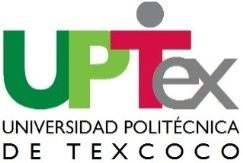 UPTex
UNIVERSIDAD POLITÉCNICA
DE TEXCOCO